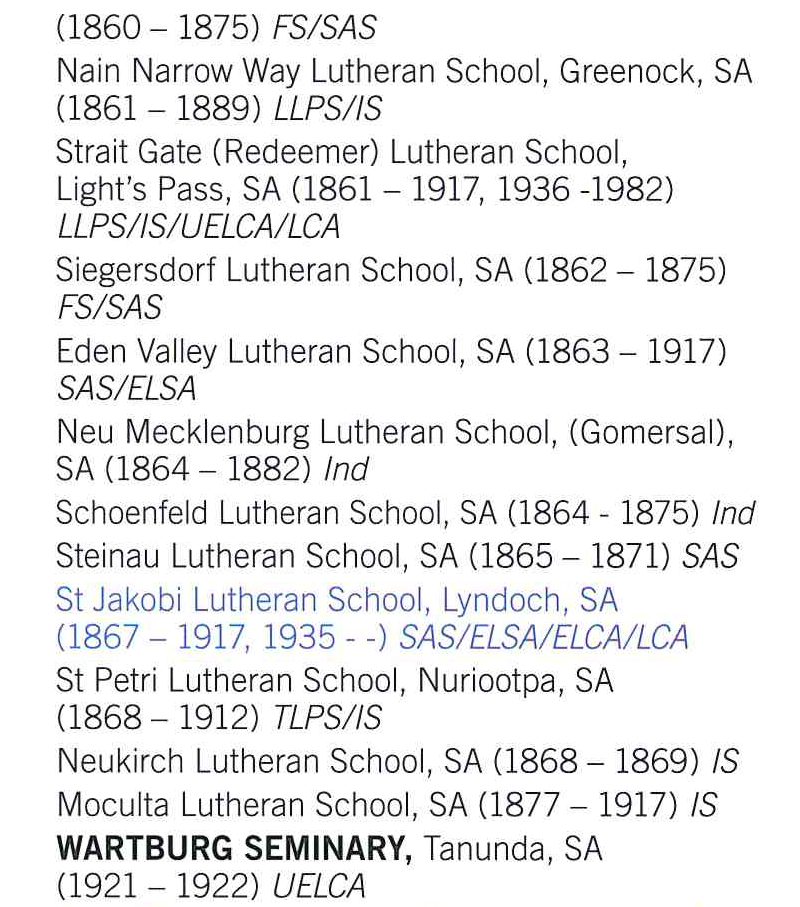 (1860 – 1875) FS/SAS
Nain Narrow Way Lutheran School, Greenock, SA
(1861 – 1889) LLPS/IS
Strait Gate (Redeemer) Lutheran School,
Light's Pass, SA (1861 – 1917, 1936 -1982)
LLPS/IS/UELCA/LCA
Siegersdorf Lutheran School, SA (1862 – 1875)
FS/SAS
Eden Valley Lutheran School, SA (1863 – 1917)
SAS/ELSA
Neu Mecklenburg Lutheran School, (Gomersal),
SA (1864 – 1882) Ind
Schoenfeld Lutheran School, SA (1864 - 1875) Ind
Steinau Lutheran School, SA (1865 – 1871) SAS
St Jakobi Lutheran School, Lyndoch, SA
(1867 – 1917, 1935 - -) SAS/ELSA/ELCA/LCA
St Petri Lutheran School, Nuriootpa, SA
(1868 – 1912) TLPS/IS
Neukirch Lutheran School, SA (1868 – 1869) IS
Moculta Lutheran School, SA (1877 – 1917) IS
WARTBURG SEMINARY, Tanunda, SA
(1921 – 1922) UELCA